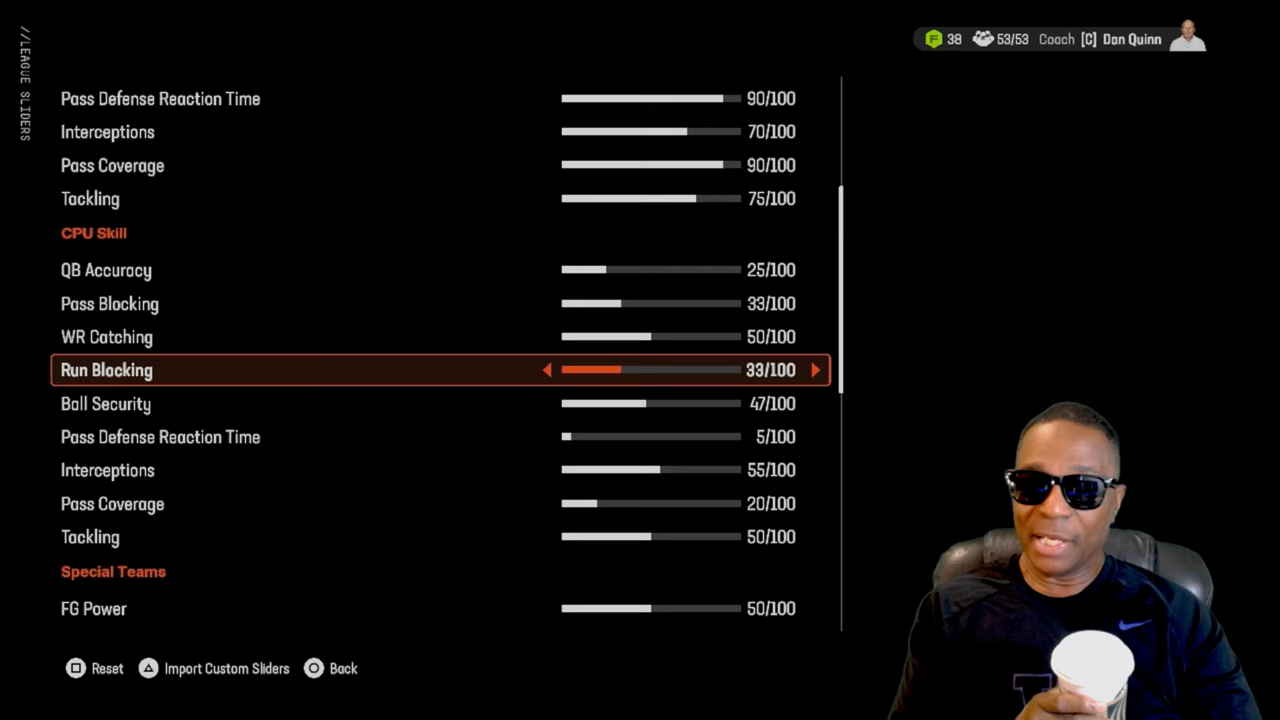 //LEAGUE SLIDERS
38 53/53 Coach [C] Dan Quinn
Pass Defense Reaction Time 90/100
Interceptions 70/100
Pass Coverage 90/100
Tackling 75/100
CPU Skill
QB Accuracy 25/100
Pass Blocking 33/100
WR Catching 50/100
Run Blocking 33/100
Ball Security 47/100
Pass Defense Reaction Time 5/100
Interceptions 55/100
Pass Coverage 20/100
Tackling 50/100
Special Teams
FG Power 50/100
Reset Import Custom Sliders Back